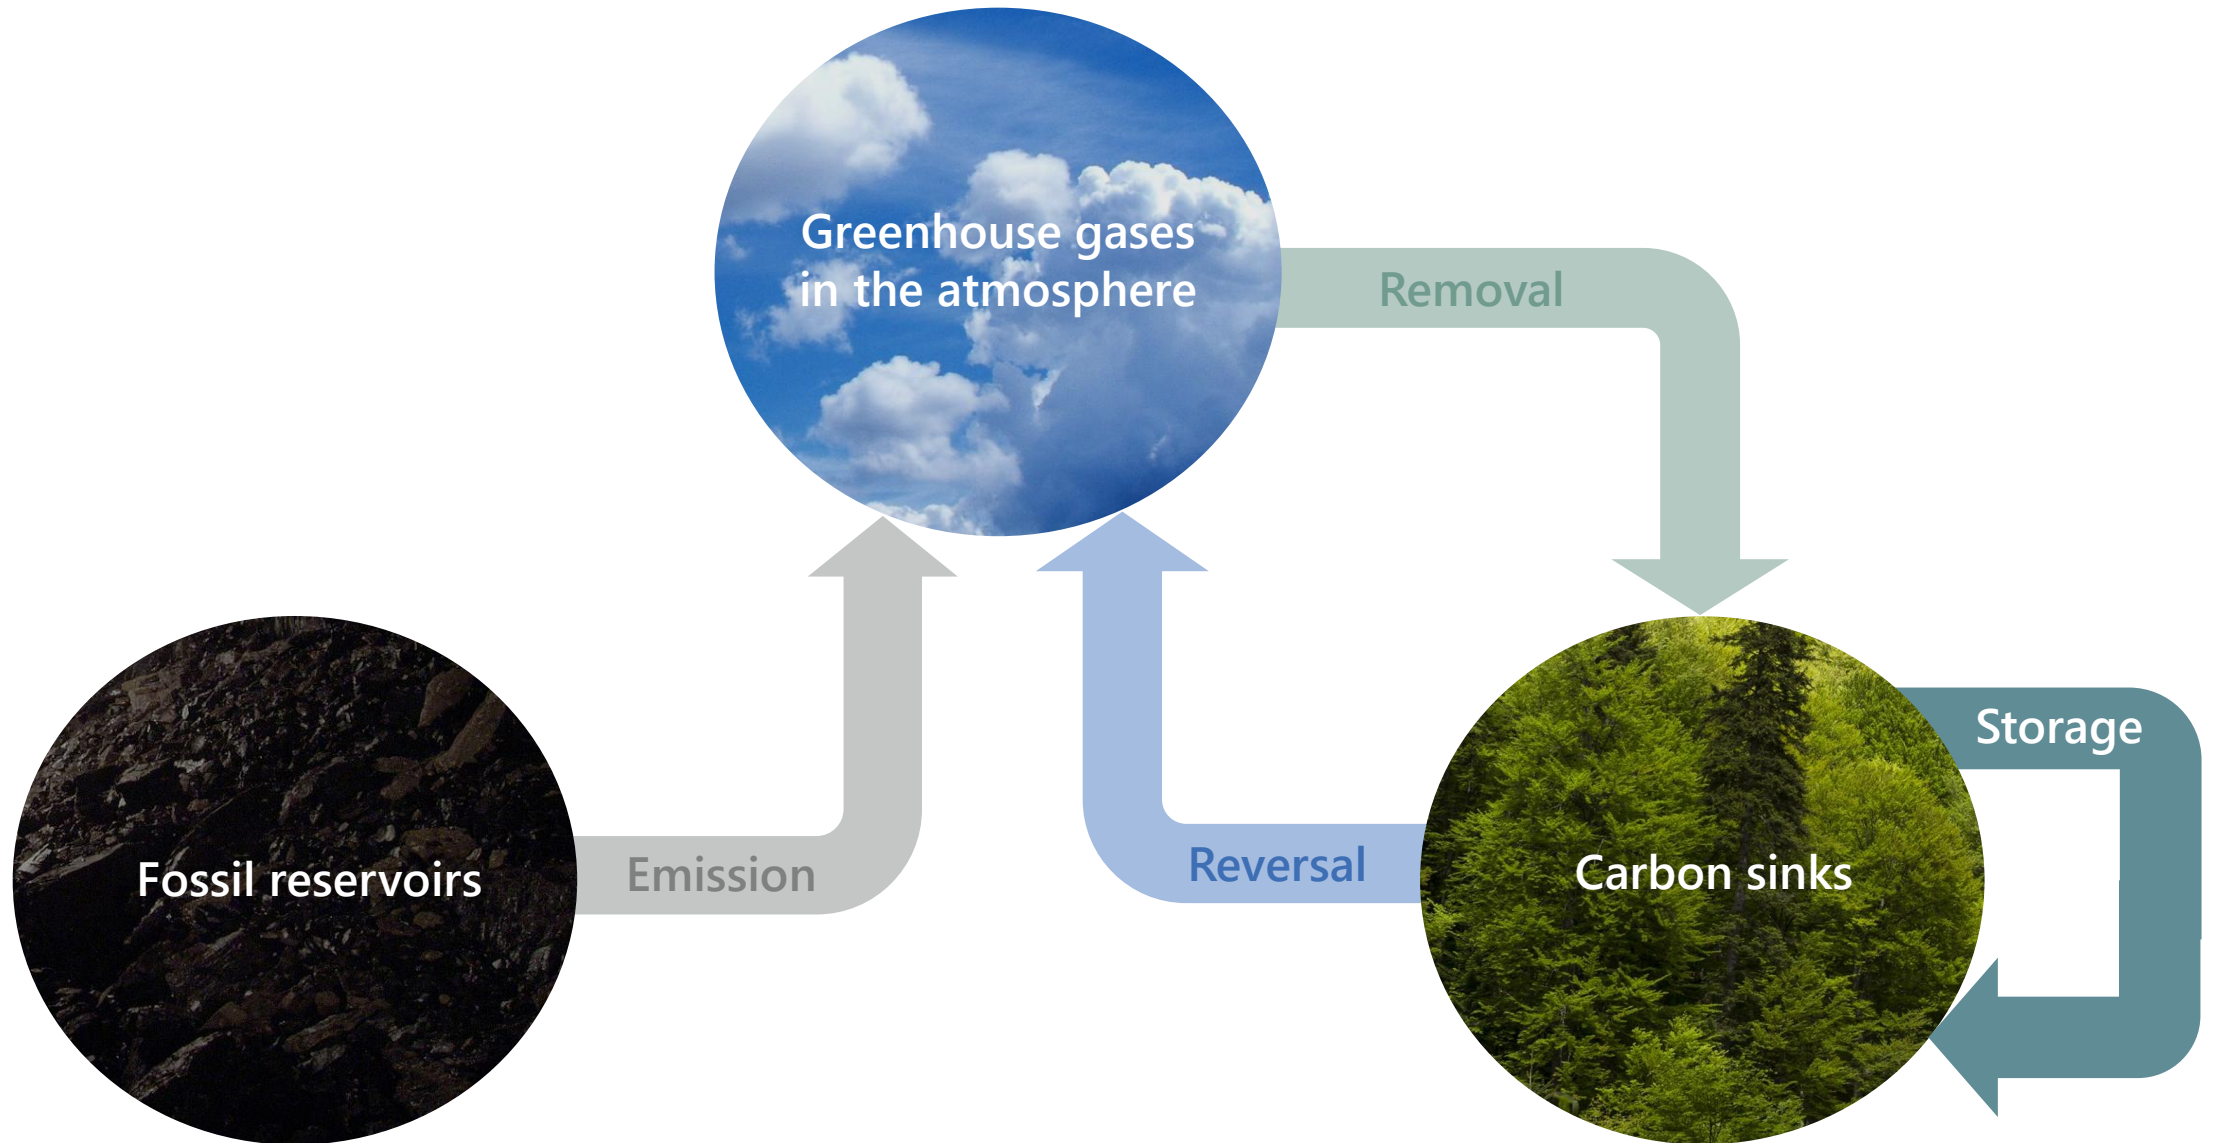 Greenhouse gases
in the atmosphere
Removal
Storage
Fossil reservoirs
Emission
Reversal
Carbon sinks